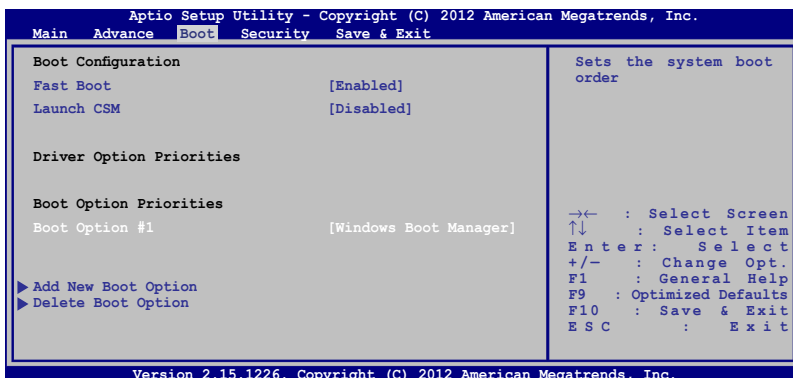 Aptio Setup Utility - Copyright (C) 2012 American Megatrends, Inc.
Main Advance Boot Security Save & Exit
Boot Configuration
Fast Boot [Enabled]
Launch CSM [Disabled]
Driver Option Priorities
Boot Option Priorities
Boot Option #1 [Windows Boot Manager]
Add New Boot Option
Delete Boot Option
Sets the system boot
order
→← : Select Screen
↑↓ : Select Item
Enter: Select
+/— : Change Opt.
F1 : General Help
F9 : Optimized Defaults
F10 : Save & Exit
ESC : Exit
Version 2.15.1226. Copyright (C) 2012 American Megatrends, Inc.